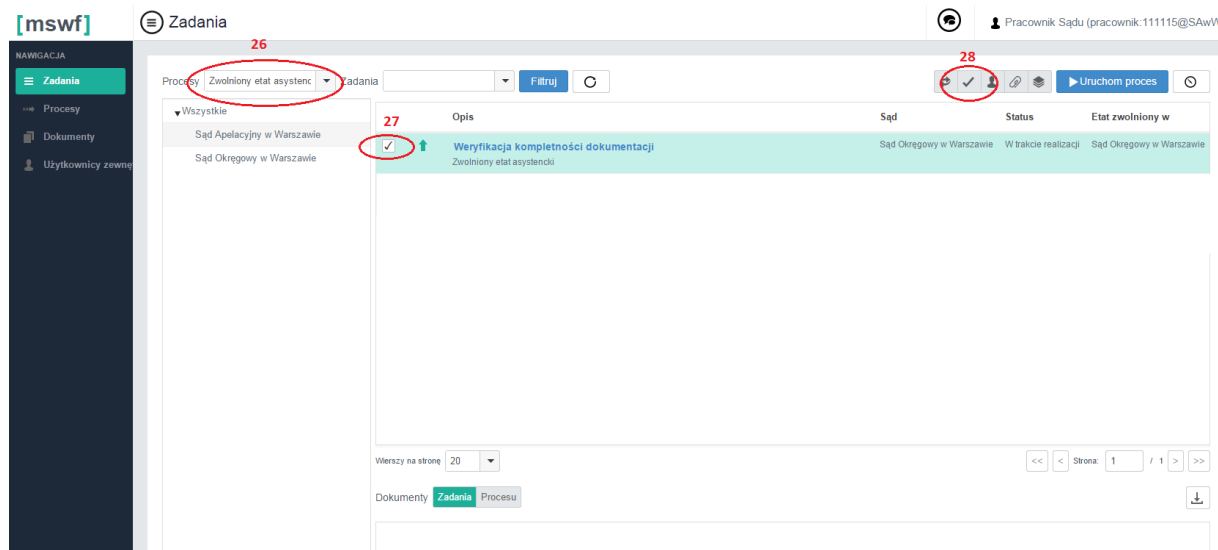 [mswf]
Zadania
Pracownik Sądu (pracownik:111115@SAwW
NAWIGACJA
Zadania
Procesy
Dokumenty
Użytkownicy zewnę
26
28
Procesy Zwolniony etat asystenc Zadania Filtruj Uruchom proces
Wszystkie
Sąd Apelacyjny w Warszawie
Sąd Okręgowy w Warszawie
27
Opis Sąd Status Etat zwolniony w
Weryfikacja kompletności dokumentacji Sąd Okręgowy w Warszawie W trakcie realizacji Sąd Okręgowy w Warszawie
Zwolniony etat asystencki
Wierszy na stronę 20 << < Strona: 1 / 1 > >>
Dokumenty Zadania Procesu